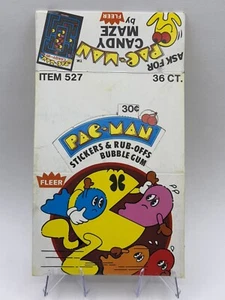 ASK FOR
PAC-MAN
CANDY
MAZE
by
FLEER
ITEM 527
36 CT.
30¢
PAC-MAN
STICKERS & RUB-OFFS
BUBBLE GUM
FLEER